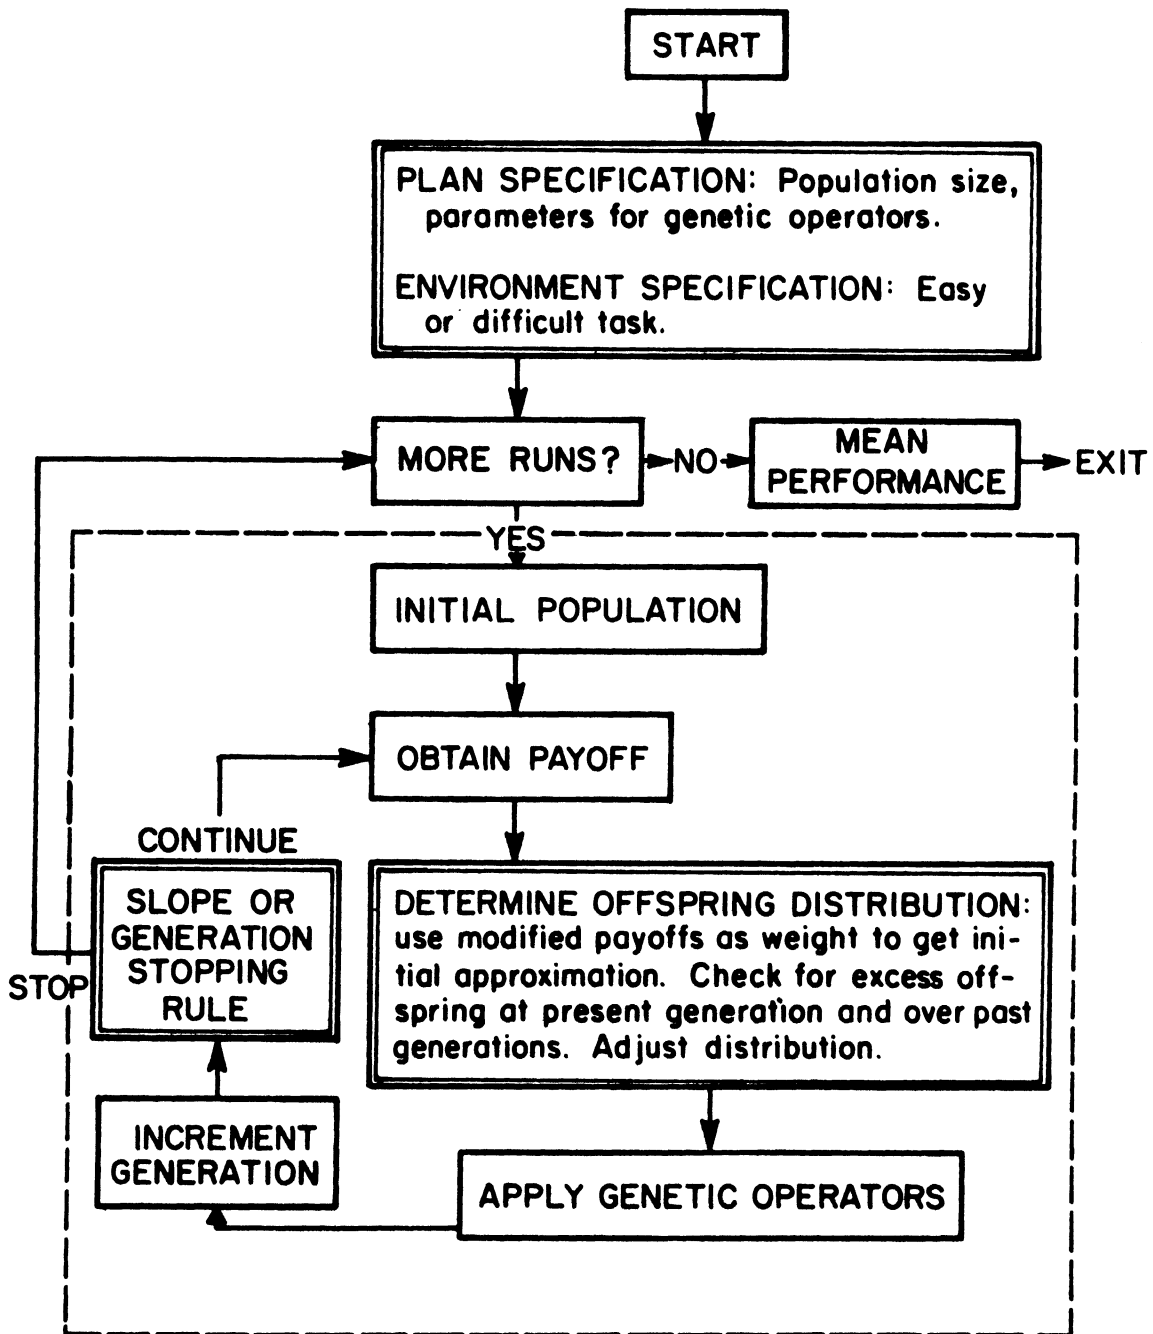 START
PLAN SPECIFICATION: Population size,
parameters for genetic operators.
ENVIRONMENT SPECIFICATION: Easy
or difficult task.
MORE RUNS?
NO
MEAN
PERFORMANCE
EXIT
YES
INITIAL POPULATION
OBTAIN PAYOFF
CONTINUE
SLOPE OR
GENERATION
STOPPING
RULE
STOP
DETERMINE OFFSPRING DISTRIBUTION:
use modified payoffs as weight to get ini-
tial approximation. Check for excess off-
spring at present generation and over past
generations. Adjust distribution.
INCREMENT
GENERATION
APPLY GENETIC OPERATORS